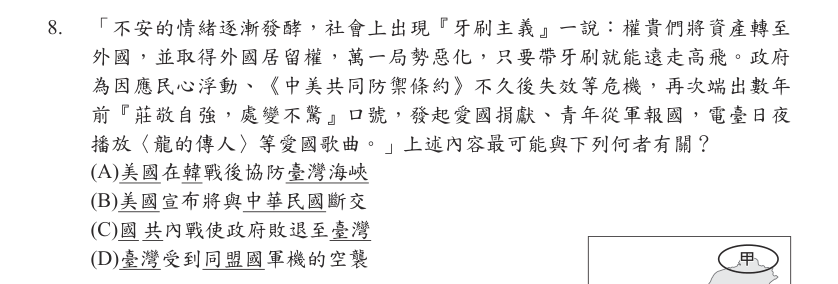 8. 「不安的情緒逐漸發酵，社會上出現『牙刷主義』一說：權貴們將資產轉至
外國，並取得外國居留權，萬一局勢惡化，只要帶牙刷就能遠走高飛。政府
為因應民心浮動、《中美共同防禦條約》不久後失效等危機，再次端出數年
前『莊敬自強，處變不驚』口號，發起愛國捐獻、青年從軍報國，電臺日夜
播放〈龍的傳人〉等愛國歌曲。」上述內容最可能與下列何者有關？
(A)美國在韓戰後協防臺灣海峽
(B)美國宣布將與中華民國斷交
(C)國共內戰使政府敗退至臺灣
(D)臺灣受到同盟國軍機的空襲
甲